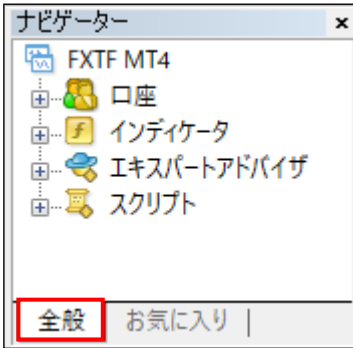 ナビゲーター
FXTF MT4
口座
インディケータ
エキスパートアドバイザ
スクリプト
全般 お気に入り |